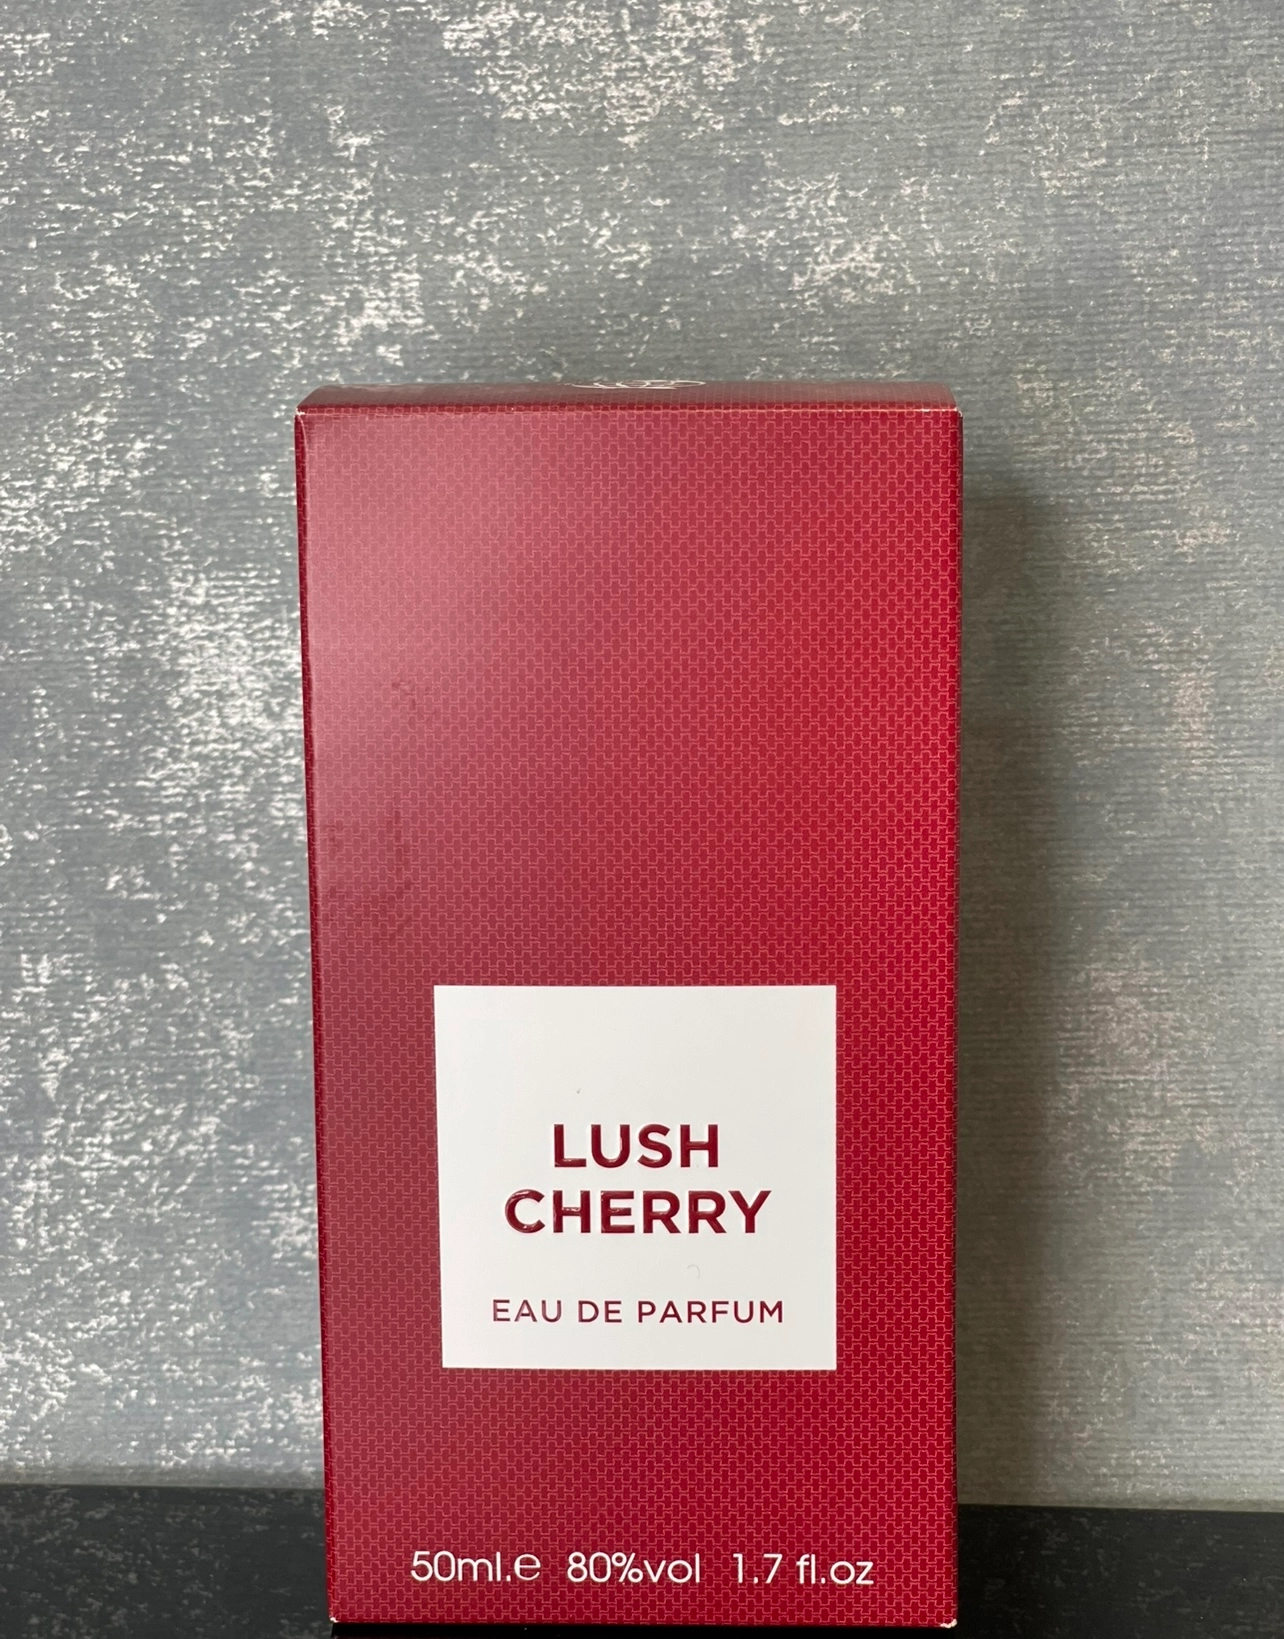 LUSH
CHERRY
EAU DE PARFUM
50ml.e 80%vol 1.7 fl.oz